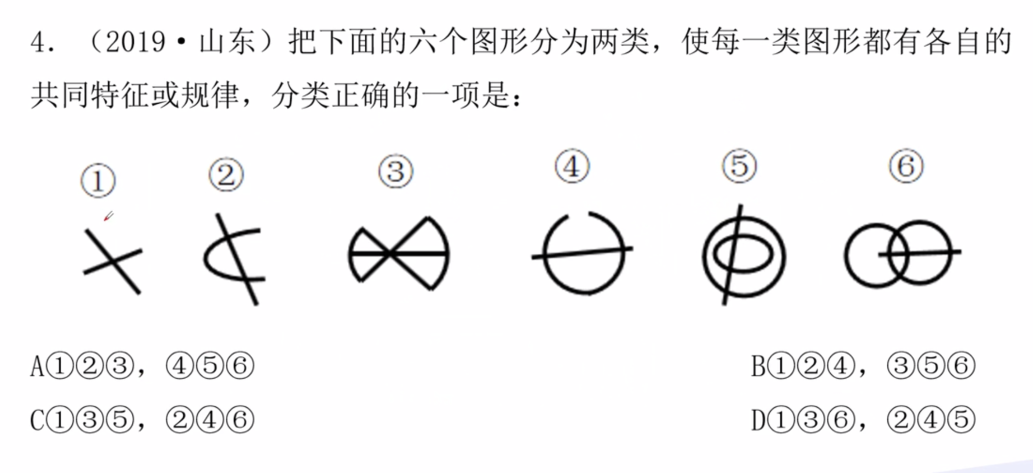 4. （2019·山东）把下面的六个图形分为两类，使每一类图形都有各自的
共同特征或规律，分类正确的一项是：
① ② ③ ④ ⑤ ⑥
A①②③，④⑤⑥ B①②④，③⑤⑥
C①③⑤，②④⑥ D①③⑥，②④⑤